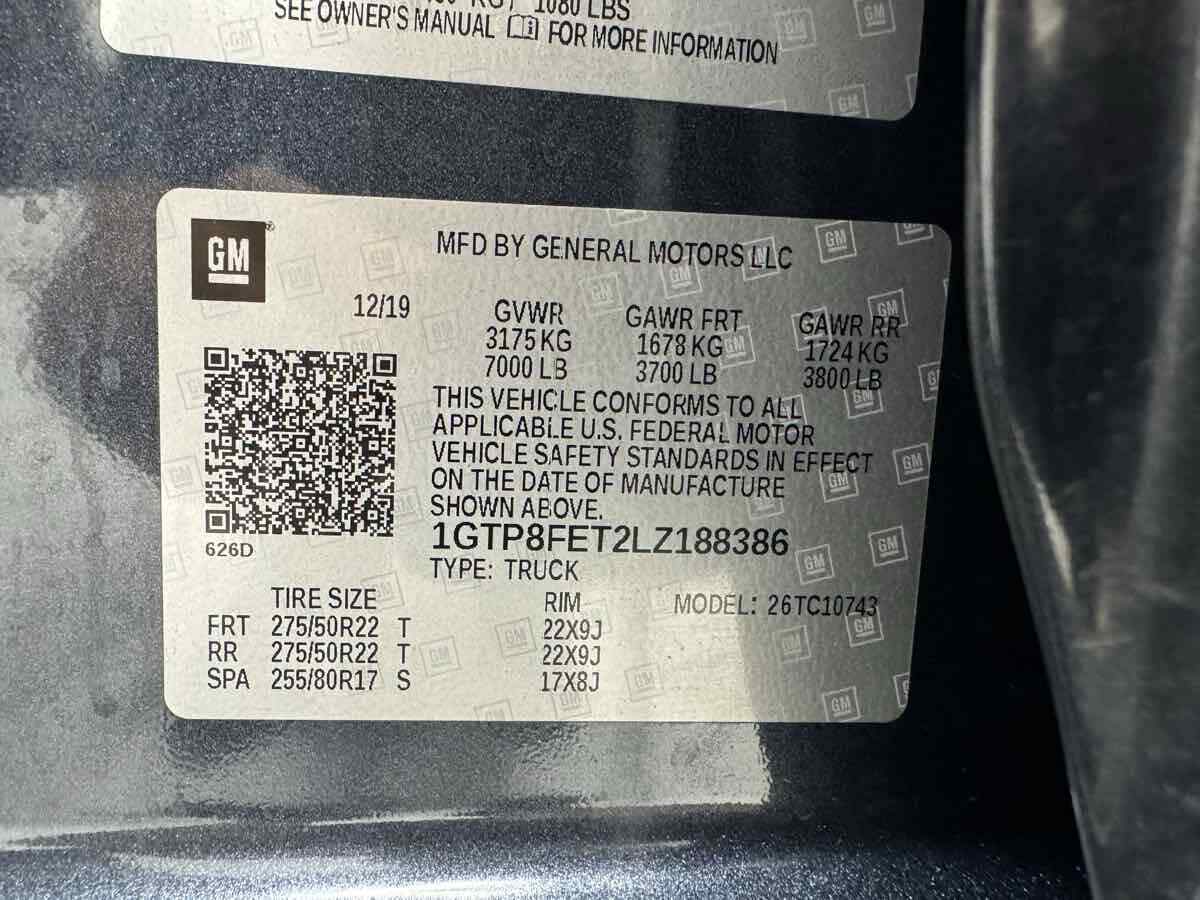 1080 LBS
SEE OWNER'S MANUAL FOR MORE INFORMATION
GM
MFD BY GENERAL MOTORS LLC
12/19 GVWR GAWR FRT GAWR RR
3175 KG 1678 KG 1724 KG
7000 LB 3700 LB 3800 LB
THIS VEHICLE CONFORMS TO ALL
APPLICABLE U.S. FEDERAL MOTOR
VEHICLE SAFETY STANDARDS IN EFFECT
ON THE DATE OF MANUFACTURE
SHOWN ABOVE.
626D
1GTP8FET2LZ188386
TYPE: TRUCK
TIRE SIZE RIM MODEL: 26TC10743
FRT 275/50R22 T 22X9J
RR 275/50R22 T 22X9J
SPA 255/80R17 S 17X8J